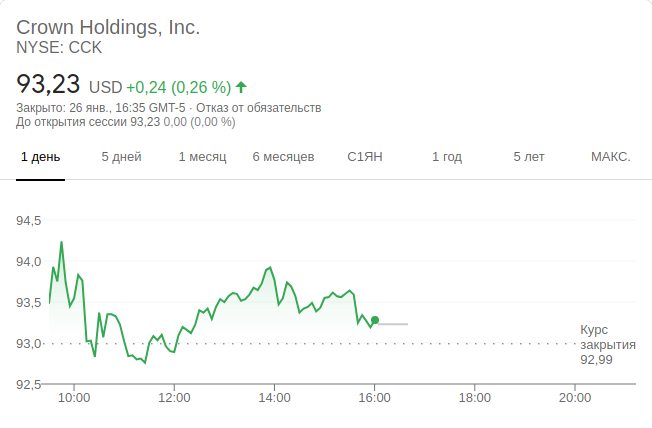 Crown Holdings, Inc.
NYSE: CCK
93,23 USD +0,24 (0,26 %)
Закрыто: 26 янв., 16:35 GMT-5 · Отказ от обязательств
До открытия сессии 93,23 0,00 (0,00 %)
1 день 5 дней 1 месяц 6 месяцев С1ЯН 1 год 5 лет МАКС.
94,5
94,0
93,5
Курс
93,0 закрытия
92,99
92,5
10:00 12:00 14:00 16:00 18:00 20:00